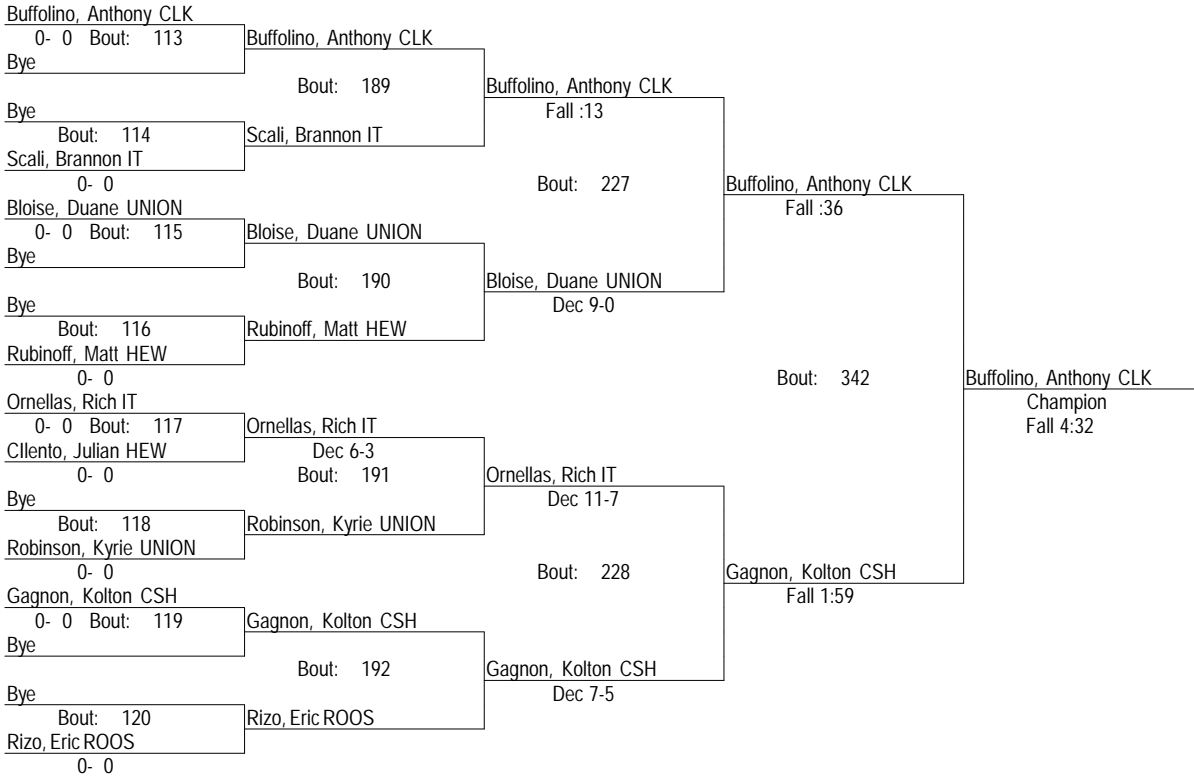 Buffolino, Anthony CLK
0- 0 Bout: 113
Bye
Bye
Bout: 114
Scali, Brannon IT
0- 0
Bloise, Duane UNION
0- 0 Bout: 115
Bye
Bye
Bout: 116
Rubinoff, Matt HEW
0- 0
Ornellas, Rich IT
0- 0 Bout: 117
CIlento, Julian HEW
0- 0
Bye
Bout: 118
Robinson, Kyrie UNION
0- 0
Gagnon, Kolton CSH
0- 0 Bout: 119
Bye
Bye
Bout: 120
Rizo, Eric ROOS
0- 0
Buffolino, Anthony CLK
Bout: 189
Scali, Brannon IT
Bloise, Duane UNION
Bout: 190
Rubinoff, Matt HEW
Ornellas, Rich IT
Dec 6-3
Bout: 191
Robinson, Kyrie UNION
Gagnon, Kolton CSH
Bout: 192
Rizo, Eric ROOS
Buffolino, Anthony CLK
Fall :13
Bout: 227
Bloise, Duane UNION
Dec 9-0
Ornellas, Rich IT
Dec 11-7
Bout: 228
Gagnon, Kolton CSH
Dec 7-5
Buffolino, Anthony CLK
Fall :36
Bout: 342
Gagnon, Kolton CSH
Fall 1:59
Buffolino, Anthony CLK
Champion
Fall 4:32